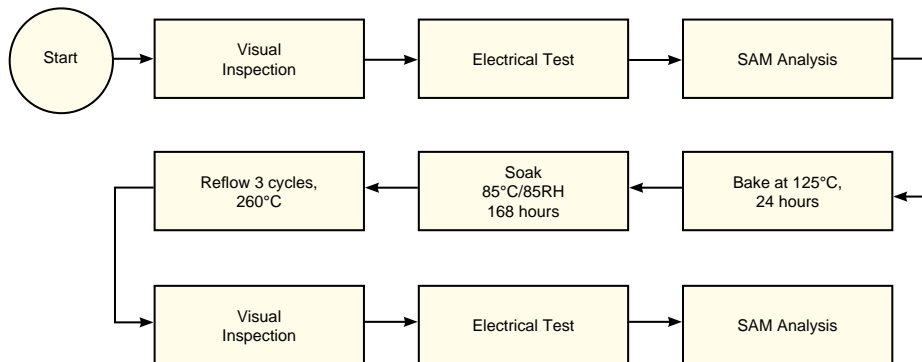 Start
Visual
Inspection
Electrical Test
SAM Analysis
Reflow 3 cycles,
260°C
Soak
85°C/85RH
168 hours
Bake at 125°C,
24 hours
Visual
Inspection
Electrical Test
SAM Analysis